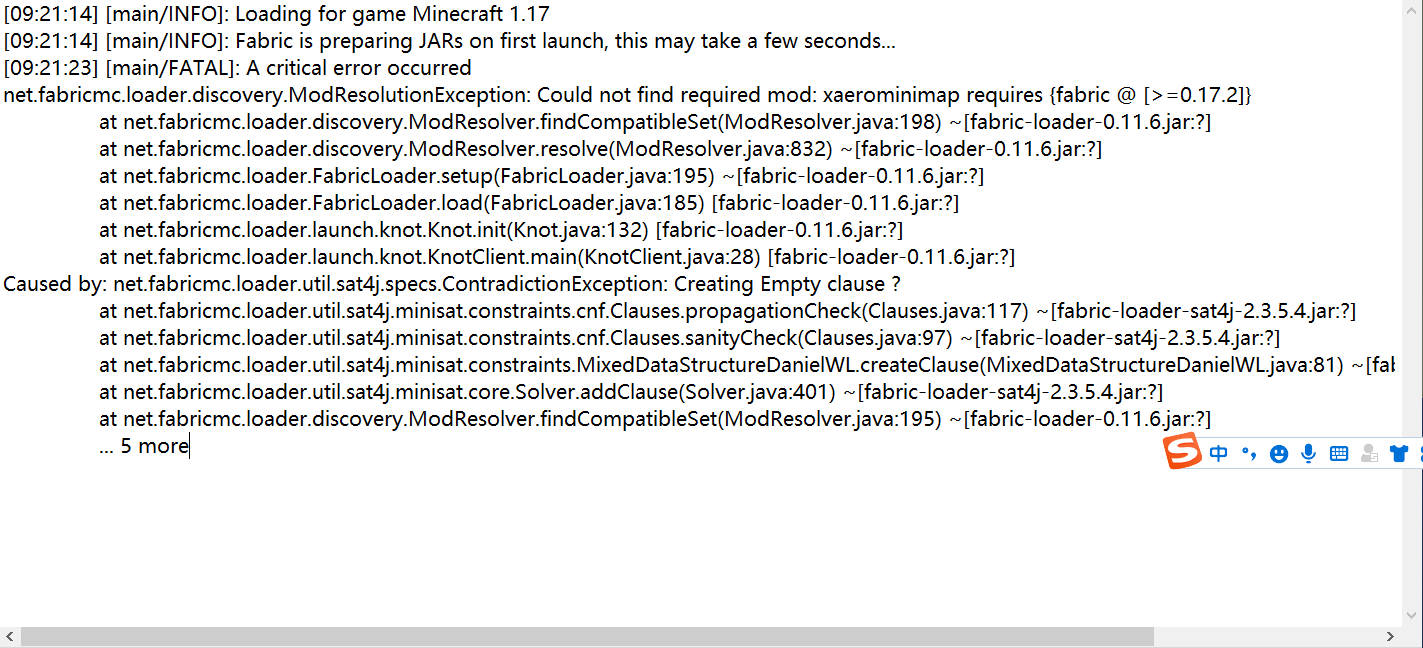 [09:21:14] [main/INFO]: Loading for game Minecraft 1.17
[09:21:14] [main/INFO]: Fabric is preparing JARs on first launch, this may take a few seconds...
[09:21:23] [main/FATAL]: A critical error occurred
net.fabricmc.loader.discovery.ModResolutionException: Could not find required mod: xaerominimap requires {fabric @ [>=0.17.2]}
at net.fabricmc.loader.discovery.ModResolver.findCompatibleSet(ModResolver.java:198) ~[fabric-loader-0.11.6.jar:?]
at net.fabricmc.loader.discovery.ModResolver.resolve(ModResolver.java:832) ~[fabric-loader-0.11.6.jar:?]
at net.fabricmc.loader.FabricLoader.setup(FabricLoader.java:195) ~[fabric-loader-0.11.6.jar:?]
at net.fabricmc.loader.FabricLoader.load(FabricLoader.java:185) [fabric-loader-0.11.6.jar:?]
at net.fabricmc.loader.launch.knot.Knot.init(Knot.java:132) [fabric-loader-0.11.6.jar:?]
at net.fabricmc.loader.launch.knot.KnotClient.main(KnotClient.java:28) [fabric-loader-0.11.6.jar:?]
Caused by: net.fabricmc.loader.util.sat4j.specs.ContradictionException: Creating Empty clause ?
at net.fabricmc.loader.util.sat4j.minisat.constraints.cnf.Clauses.propagationCheck(Clauses.java:117) ~[fabric-loader-sat4j-2.3.5.4.jar:?]
at net.fabricmc.loader.util.sat4j.minisat.constraints.cnf.Clauses.sanityCheck(Clauses.java:97) ~[fabric-loader-sat4j-2.3.5.4.jar:?]
at net.fabricmc.loader.util.sat4j.minisat.constraints.MixedDataStructureDanielWL.createClause(MixedDataStructureDanielWL.java:81) ~[fab
at net.fabricmc.loader.util.sat4j.minisat.core.Solver.addClause(Solver.java:401) ~[fabric-loader-sat4j-2.3.5.4.jar:?]
at net.fabricmc.loader.discovery.ModResolver.findCompatibleSet(ModResolver.java:195) ~[fabric-loader-0.11.6.jar:?]
... 5 more
S 中 °,